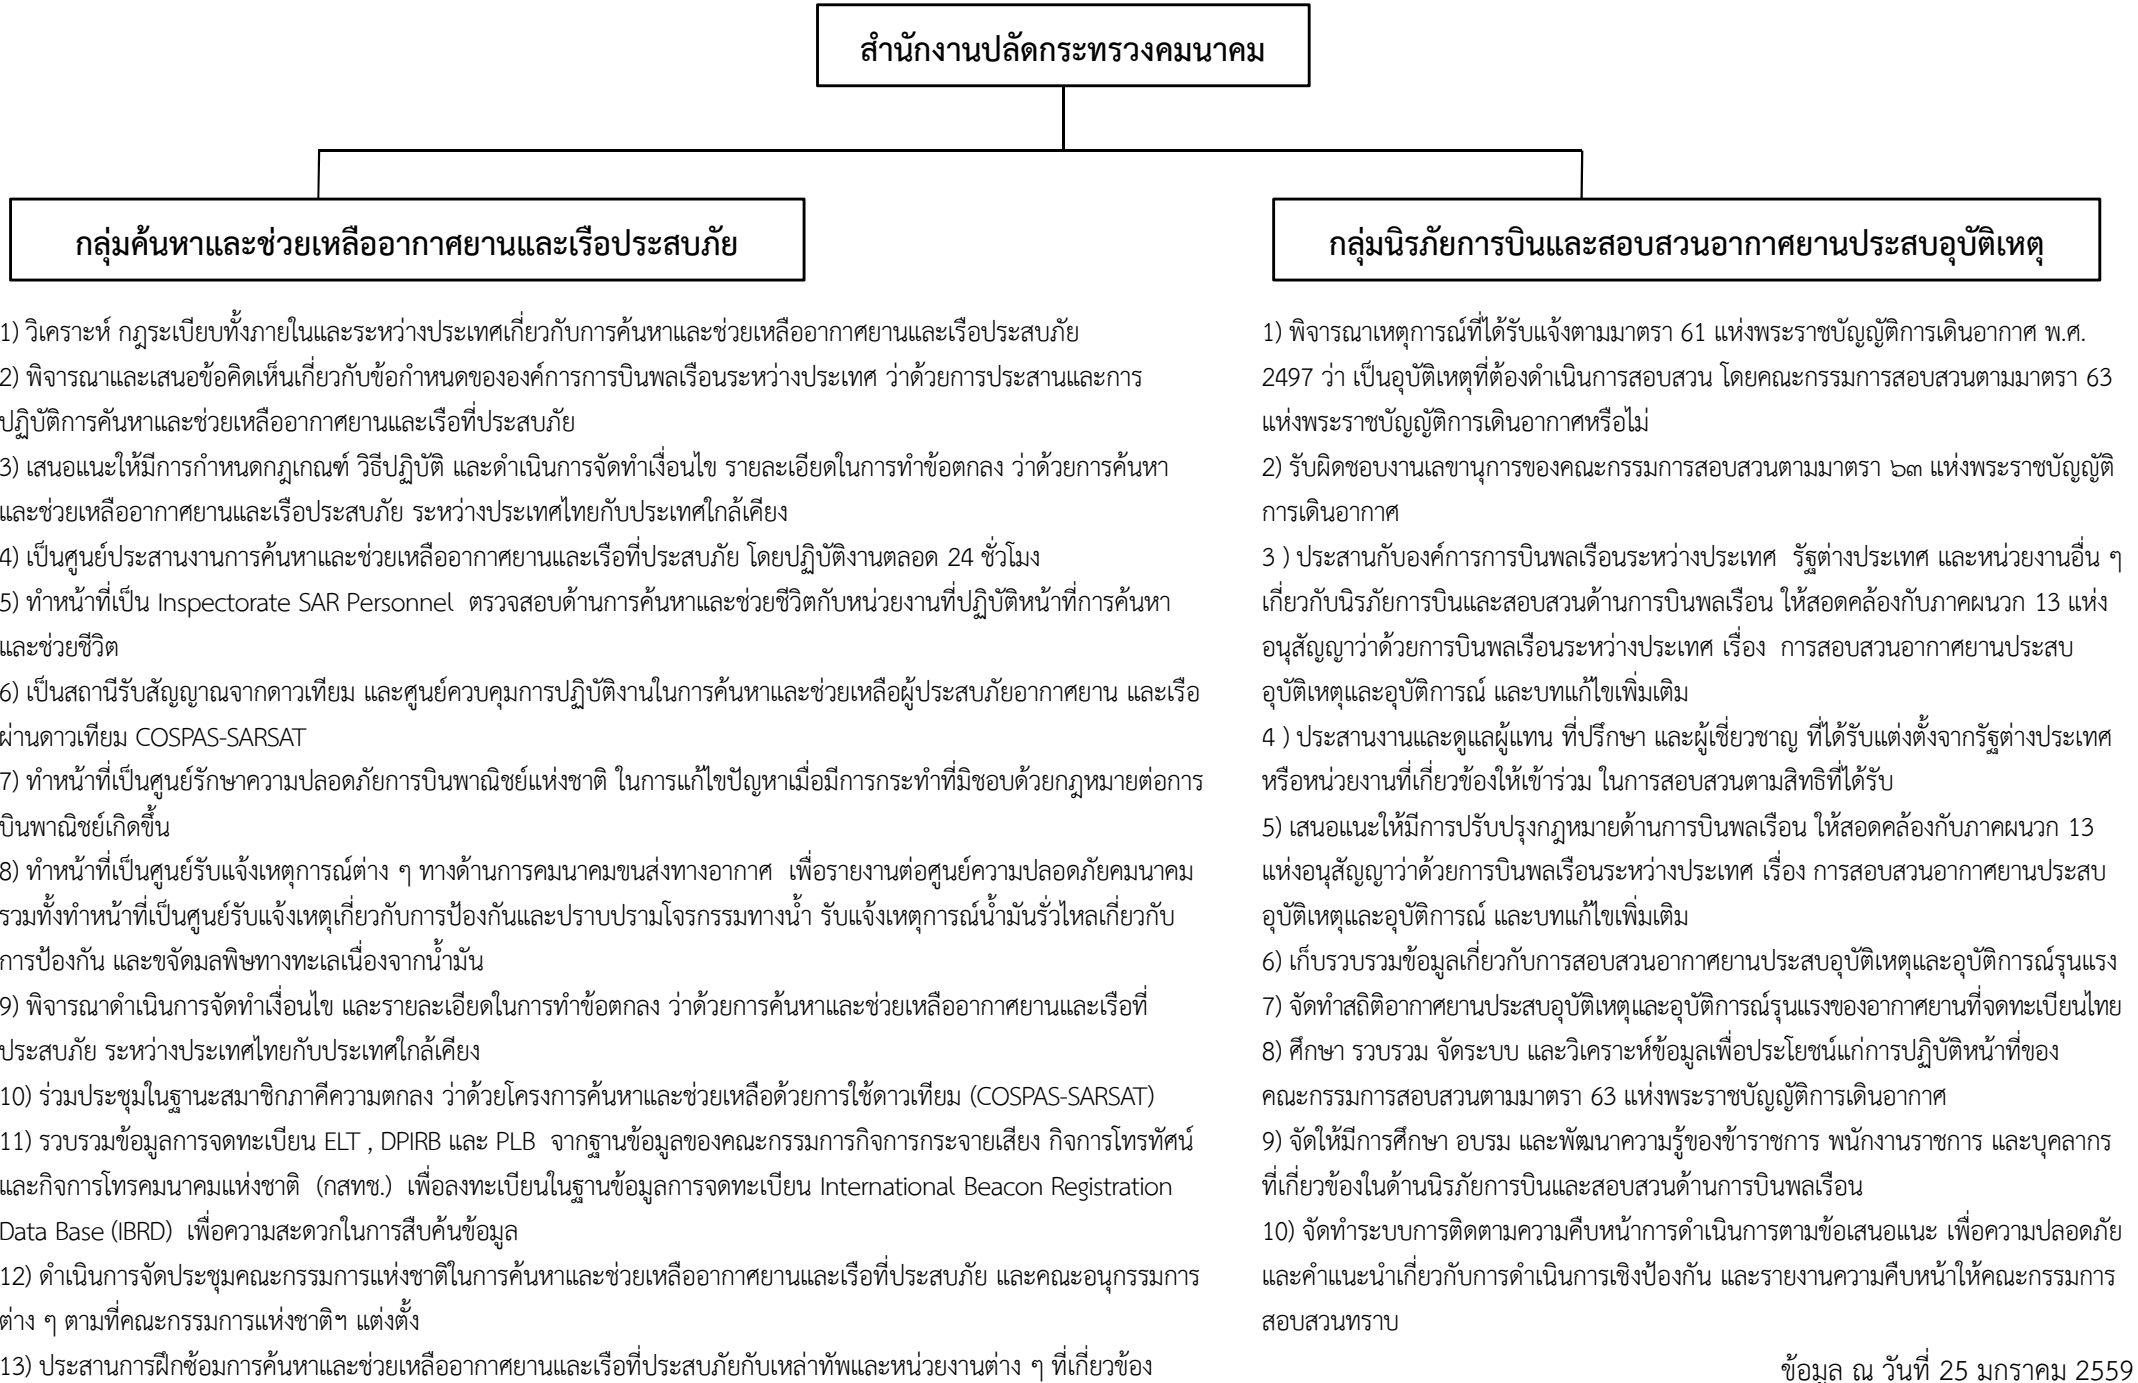 สำนักงานปลัดกระทรวงคมนาคม
กลุ่มค้นหาและช่วยเหลืออากาศยานและเรือประสบภัย
1) วิเคราะห์ กฎระเบียบทั้งภายในและระหว่างประเทศเกี่ยวกับการค้นหาและช่วยเหลืออากาศยานและเรือประสบภัย
2) พิจารณาและเสนอข้อคิดเห็นเกี่ยวกับข้อกำหนดขององค์การการบินพลเรือนระหว่างประเทศ ว่าด้วยการประสานและการ
ปฏิบัติการค้นหาและช่วยเหลืออากาศยานและเรือที่ประสบภัย
3) เสนอแนะให้มีการกำหนดกฎเกณฑ์ วิธีปฏิบัติ และดำเนินการจัดทำเงื่อนไข รายละเอียดในการทำข้อตกลง ว่าด้วยการค้นหา
และช่วยเหลืออากาศยานและเรือประสบภัย ระหว่างประเทศไทยกับประเทศใกล้เคียง
4) เป็นศูนย์ประสานงานการค้นหาและช่วยเหลืออากาศยานและเรือที่ประสบภัย โดยปฏิบัติงานตลอด 24 ชั่วโมง
5) ทำหน้าที่เป็น Inspectorate SAR Personnel ตรวจสอบด้านการค้นหาและช่วยชีวิตกับหน่วยงานที่ปฏิบัติหน้าที่การค้นหา
และช่วยชีวิต
6) เป็นสถานีรับสัญญาณจากดาวเทียม และศูนย์ควบคุมการปฏิบัติงานในการค้นหาและช่วยเหลือผู้ประสบภัยอากาศยาน และเรือ
ผ่านดาวเทียม COSPAS-SARSAT
7) ทำหน้าที่เป็นศูนย์รักษาความปลอดภัยการบินพาณิชย์แห่งชาติ ในการแก้ไขปัญหาเมื่อมีการกระทำที่มิชอบด้วยกฎหมายต่อการ
บินพาณิชย์เกิดขึ้น
8) ทำหน้าที่เป็นศูนย์รับแจ้งเหตุการณ์ต่าง ๆ ทางด้านการคมนาคมขนส่งทางอากาศ เพื่อรายงานต่อศูนย์ความปลอดภัยคมนาคม
รวมทั้งทำหน้าที่เป็นศูนย์รับแจ้งเหตุเกี่ยวกับการป้องกันและปราบปรามโจรกรรมทางน้ำ รับแจ้งเหตุการณ์น้ำมันรั่วไหลเกี่ยวกับ
การป้องกัน และขจัดมลพิษทางทะเลเนื่องจากน้ำมัน
9) พิจารณาดำเนินการจัดทำเงื่อนไข และรายละเอียดในการทำข้อตกลง ว่าด้วยการค้นหาและช่วยเหลืออากาศยานและเรือที่
ประสบภัย ระหว่างประเทศไทยกับประเทศใกล้เคียง
10) ร่วมประชุมในฐานะสมาชิกภาคีความตกลง ว่าด้วยโครงการค้นหาและช่วยเหลือด้วยการใช้ดาวเทียม (COSPAS-SARSAT)
11) รวบรวมข้อมูลการจดทะเบียน ELT , DPIRB และ PLB จากฐานข้อมูลของคณะกรรมการกิจการกระจายเสียง กิจการโทรทัศน์
และกิจการโทรคมนาคมแห่งชาติ (กสทช.) เพื่อลงทะเบียนในฐานข้อมูลการจดทะเบียน International Beacon Registration
Data Base (IBRD) เพื่อความสะดวกในการสืบค้นข้อมูล
12) ดำเนินการจัดประชุมคณะกรรมการแห่งชาติในการค้นหาและช่วยเหลืออากาศยานและเรือที่ประสบภัย และคณะอนุกรรมการ
ต่าง ๆ ตามที่คณะกรรมการแห่งชาติฯ แต่งตั้ง
13) ประสานการฝึกซ้อมการค้นหาและช่วยเหลืออากาศยานและเรือที่ประสบภัยกับเหล่าทัพและหน่วยงานต่าง ๆ ที่เกี่ยวข้อง
กลุ่มนิรภัยการบินและสอบสวนอากาศยานประสบอุบัติเหตุ
1) พิจารณาเหตุการณ์ที่ได้รับแจ้งตามมาตรา 61 แห่งพระราชบัญญัติการเดินอากาศ พ.ศ.
2497 ว่า เป็นอุบัติเหตุที่ต้องดำเนินการสอบสวน โดยคณะกรรมการสอบสวนตามมาตรา 63
แห่งพระราชบัญญัติการเดินอากาศหรือไม่
2) รับผิดชอบงานเลขานุการของคณะกรรมการสอบสวนตามมาตรา ๖๓ แห่งพระราชบัญญัติ
การเดินอากาศ
3 ) ประสานกับองค์การการบินพลเรือนระหว่างประเทศ รัฐต่างประเทศ และหน่วยงานอื่น ๆ
เกี่ยวกับนิรภัยการบินและสอบสวนด้านการบินพลเรือน ให้สอดคล้องกับภาคผนวก 13 แห่ง
อนุสัญญาว่าด้วยการบินพลเรือนระหว่างประเทศ เรื่อง การสอบสวนอากาศยานประสบ
อุบัติเหตุและอุบัติการณ์ และบทแก้ไขเพิ่มเติม
4 ) ประสานงานและดูแลผู้แทน ที่ปรึกษา และผู้เชี่ยวชาญ ที่ได้รับแต่งตั้งจากรัฐต่างประเทศ
หรือหน่วยงานที่เกี่ยวข้องให้เข้าร่วม ในการสอบสวนตามสิทธิที่ได้รับ
5) เสนอแนะให้มีการปรับปรุงกฎหมายด้านการบินพลเรือน ให้สอดคล้องกับภาคผนวก 13
แห่งอนุสัญญาว่าด้วยการบินพลเรือนระหว่างประเทศ เรื่อง การสอบสวนอากาศยานประสบ
อุบัติเหตุและอุบัติการณ์ และบทแก้ไขเพิ่มเติม
6) เก็บรวบรวมข้อมูลเกี่ยวกับการสอบสวนอากาศยานประสบอุบัติเหตุและอุบัติการณ์รุนแรง
7) จัดทำสถิติอากาศยานประสบอุบัติเหตุและอุบัติการณ์รุนแรงของอากาศยานที่จดทะเบียนไทย
8) ศึกษา รวบรวม จัดระบบ และวิเคราะห์ข้อมูลเพื่อประโยชน์แก่การปฏิบัติหน้าที่ของ
คณะกรรมการสอบสวนตามมาตรา 63 แห่งพระราชบัญญัติการเดินอากาศ
9) จัดให้มีการศึกษา อบรม และพัฒนาความรู้ของข้าราชการ พนักงานราชการ และบุคลากร
ที่เกี่ยวข้องในด้านนิรภัยการบินและสอบสวนด้านการบินพลเรือน
10) จัดทำระบบการติดตามความคืบหน้าการดำเนินการตามข้อเสนอแนะ เพื่อความปลอดภัย
และคำแนะนำเกี่ยวกับการดำเนินการเชิงป้องกัน และรายงานความคืบหน้าให้คณะกรรมการ
สอบสวนทราบ
ข้อมูล ณ วันที่ 25 มกราคม 2559